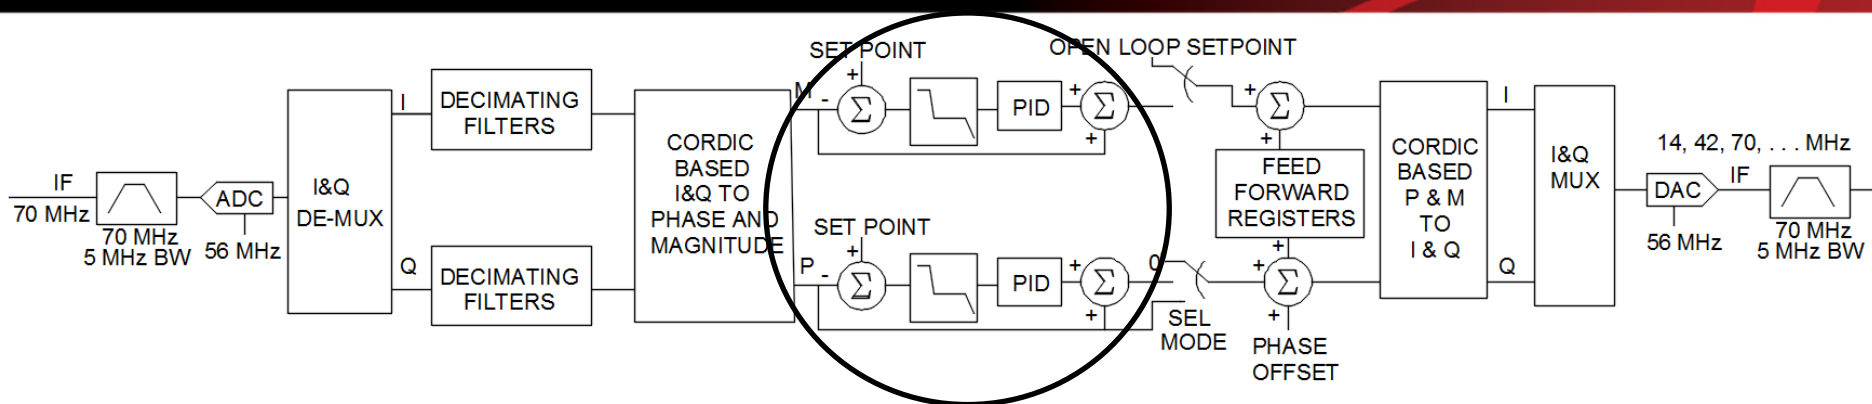 IF
70 MHz
70 MHz
5 MHz BW
ADC
56 MHz
I&Q
DE-MUX
I
Q
DECIMATING
FILTERS
DECIMATING
FILTERS
CORDIC
BASED
I&Q TO
PHASE AND
MAGNITUDE
M
P
SET POINT
+
-
Σ
PID
+
Σ
+
SET POINT
+
-
Σ
PID
+
Σ
+
OPEN LOOP SETPOINT
0
SEL
MODE
+
Σ
+
FEED
FORWARD
REGISTERS
+
+
Σ
+
PHASE
OFFSET
CORDIC
BASED
P & M
TO
I & Q
I
Q
I&Q
MUX
14, 42, 70, . . . MHz
DAC
IF
56 MHz
70 MHz
5 MHz BW